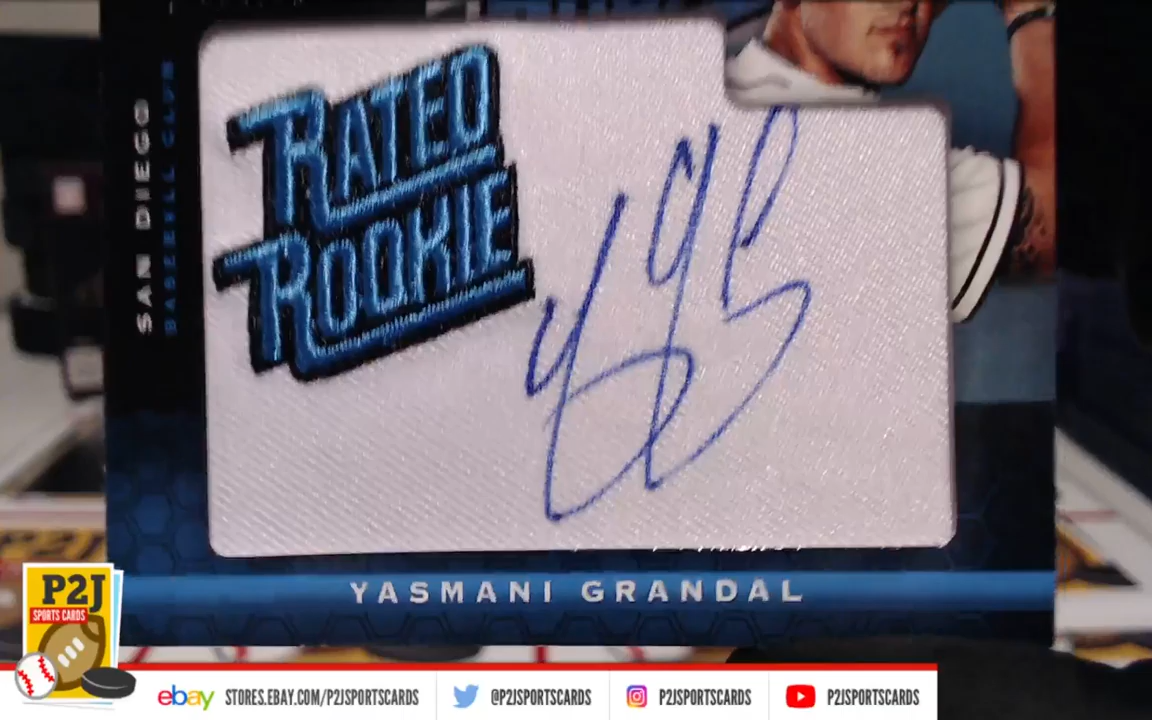 SAN DIEGO
BASEBALL CLUB
RATED
ROOKIE
YASMANI GRANDAL
P2J
P2J
SPORTS CARDS
ebay STORES.EBAY.COM/P2JSPORTSCARDS
@P2JSPORTSCARDS
P2JSPORTSCARDS
P2JSPORTSCARDS